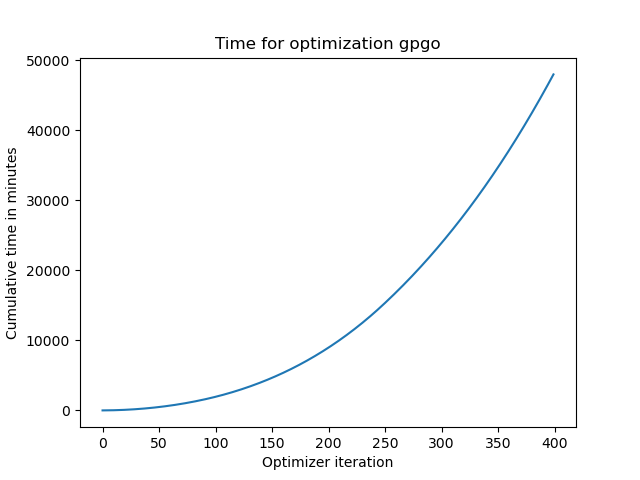 Time for optimization gpgo
Cumulative time in minutes
50000
40000
30000
20000
10000
0
0 50 100 150 200 250 300 350 400
Optimizer iteration